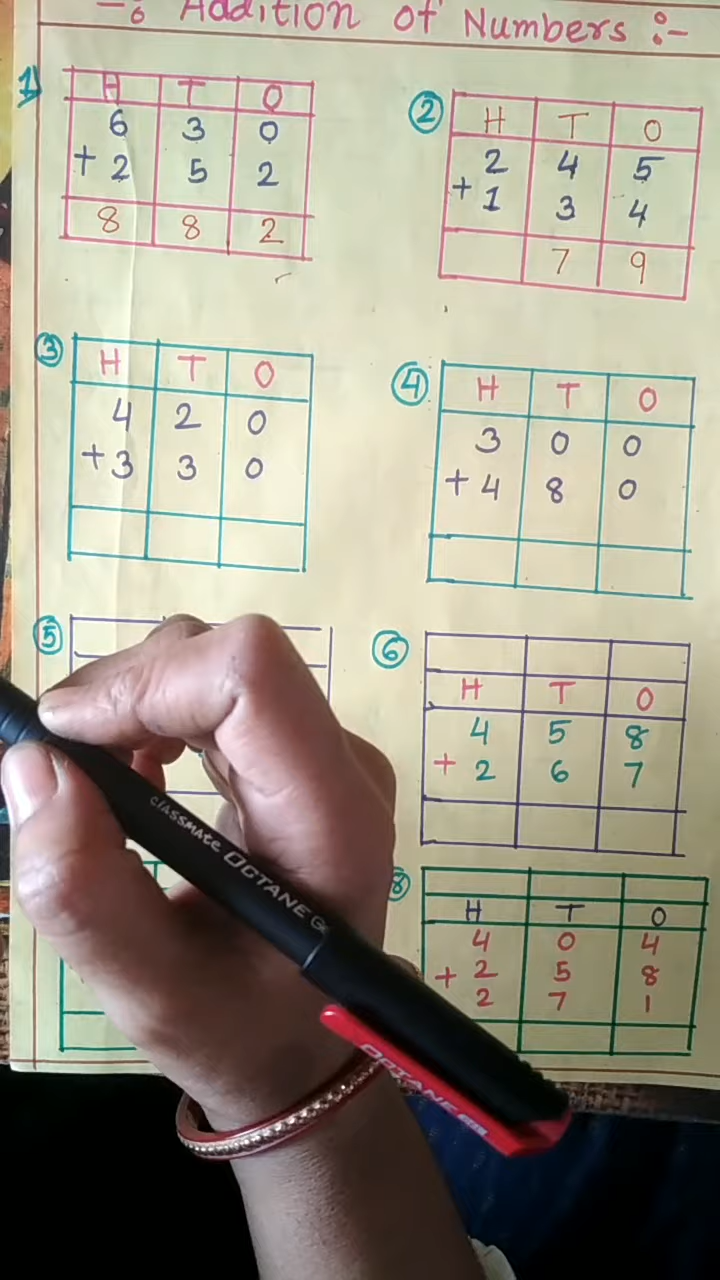 -: Addition of Numbers :-
1)
H T O
6 3 0
+ 2 5 2
8 8 2
2
H T O
2 4 5
+ 1 3 4
7 9
3
H T O
4 2 0
+ 3 3 0
4
H T O
3 0 0
+ 4 8 0
5
6
H T O
4 5 8
+ 2 6 7
8
H T O
4 0 4
+ 2 5 8
2 7 1
CLASSMATE OCTANE
OCTANE